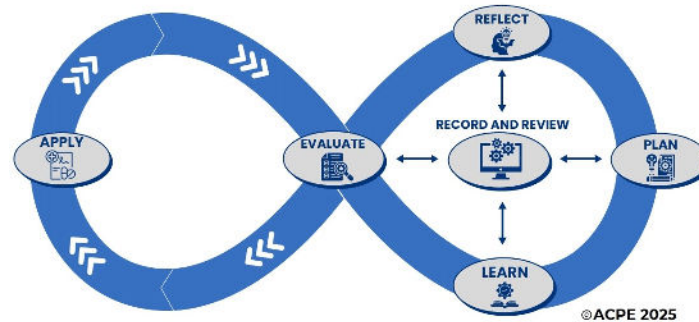 REFLECT
RECORD AND REVIEW
APPLY
EVALUATE
PLAN
LEARN
©ACPE 2025